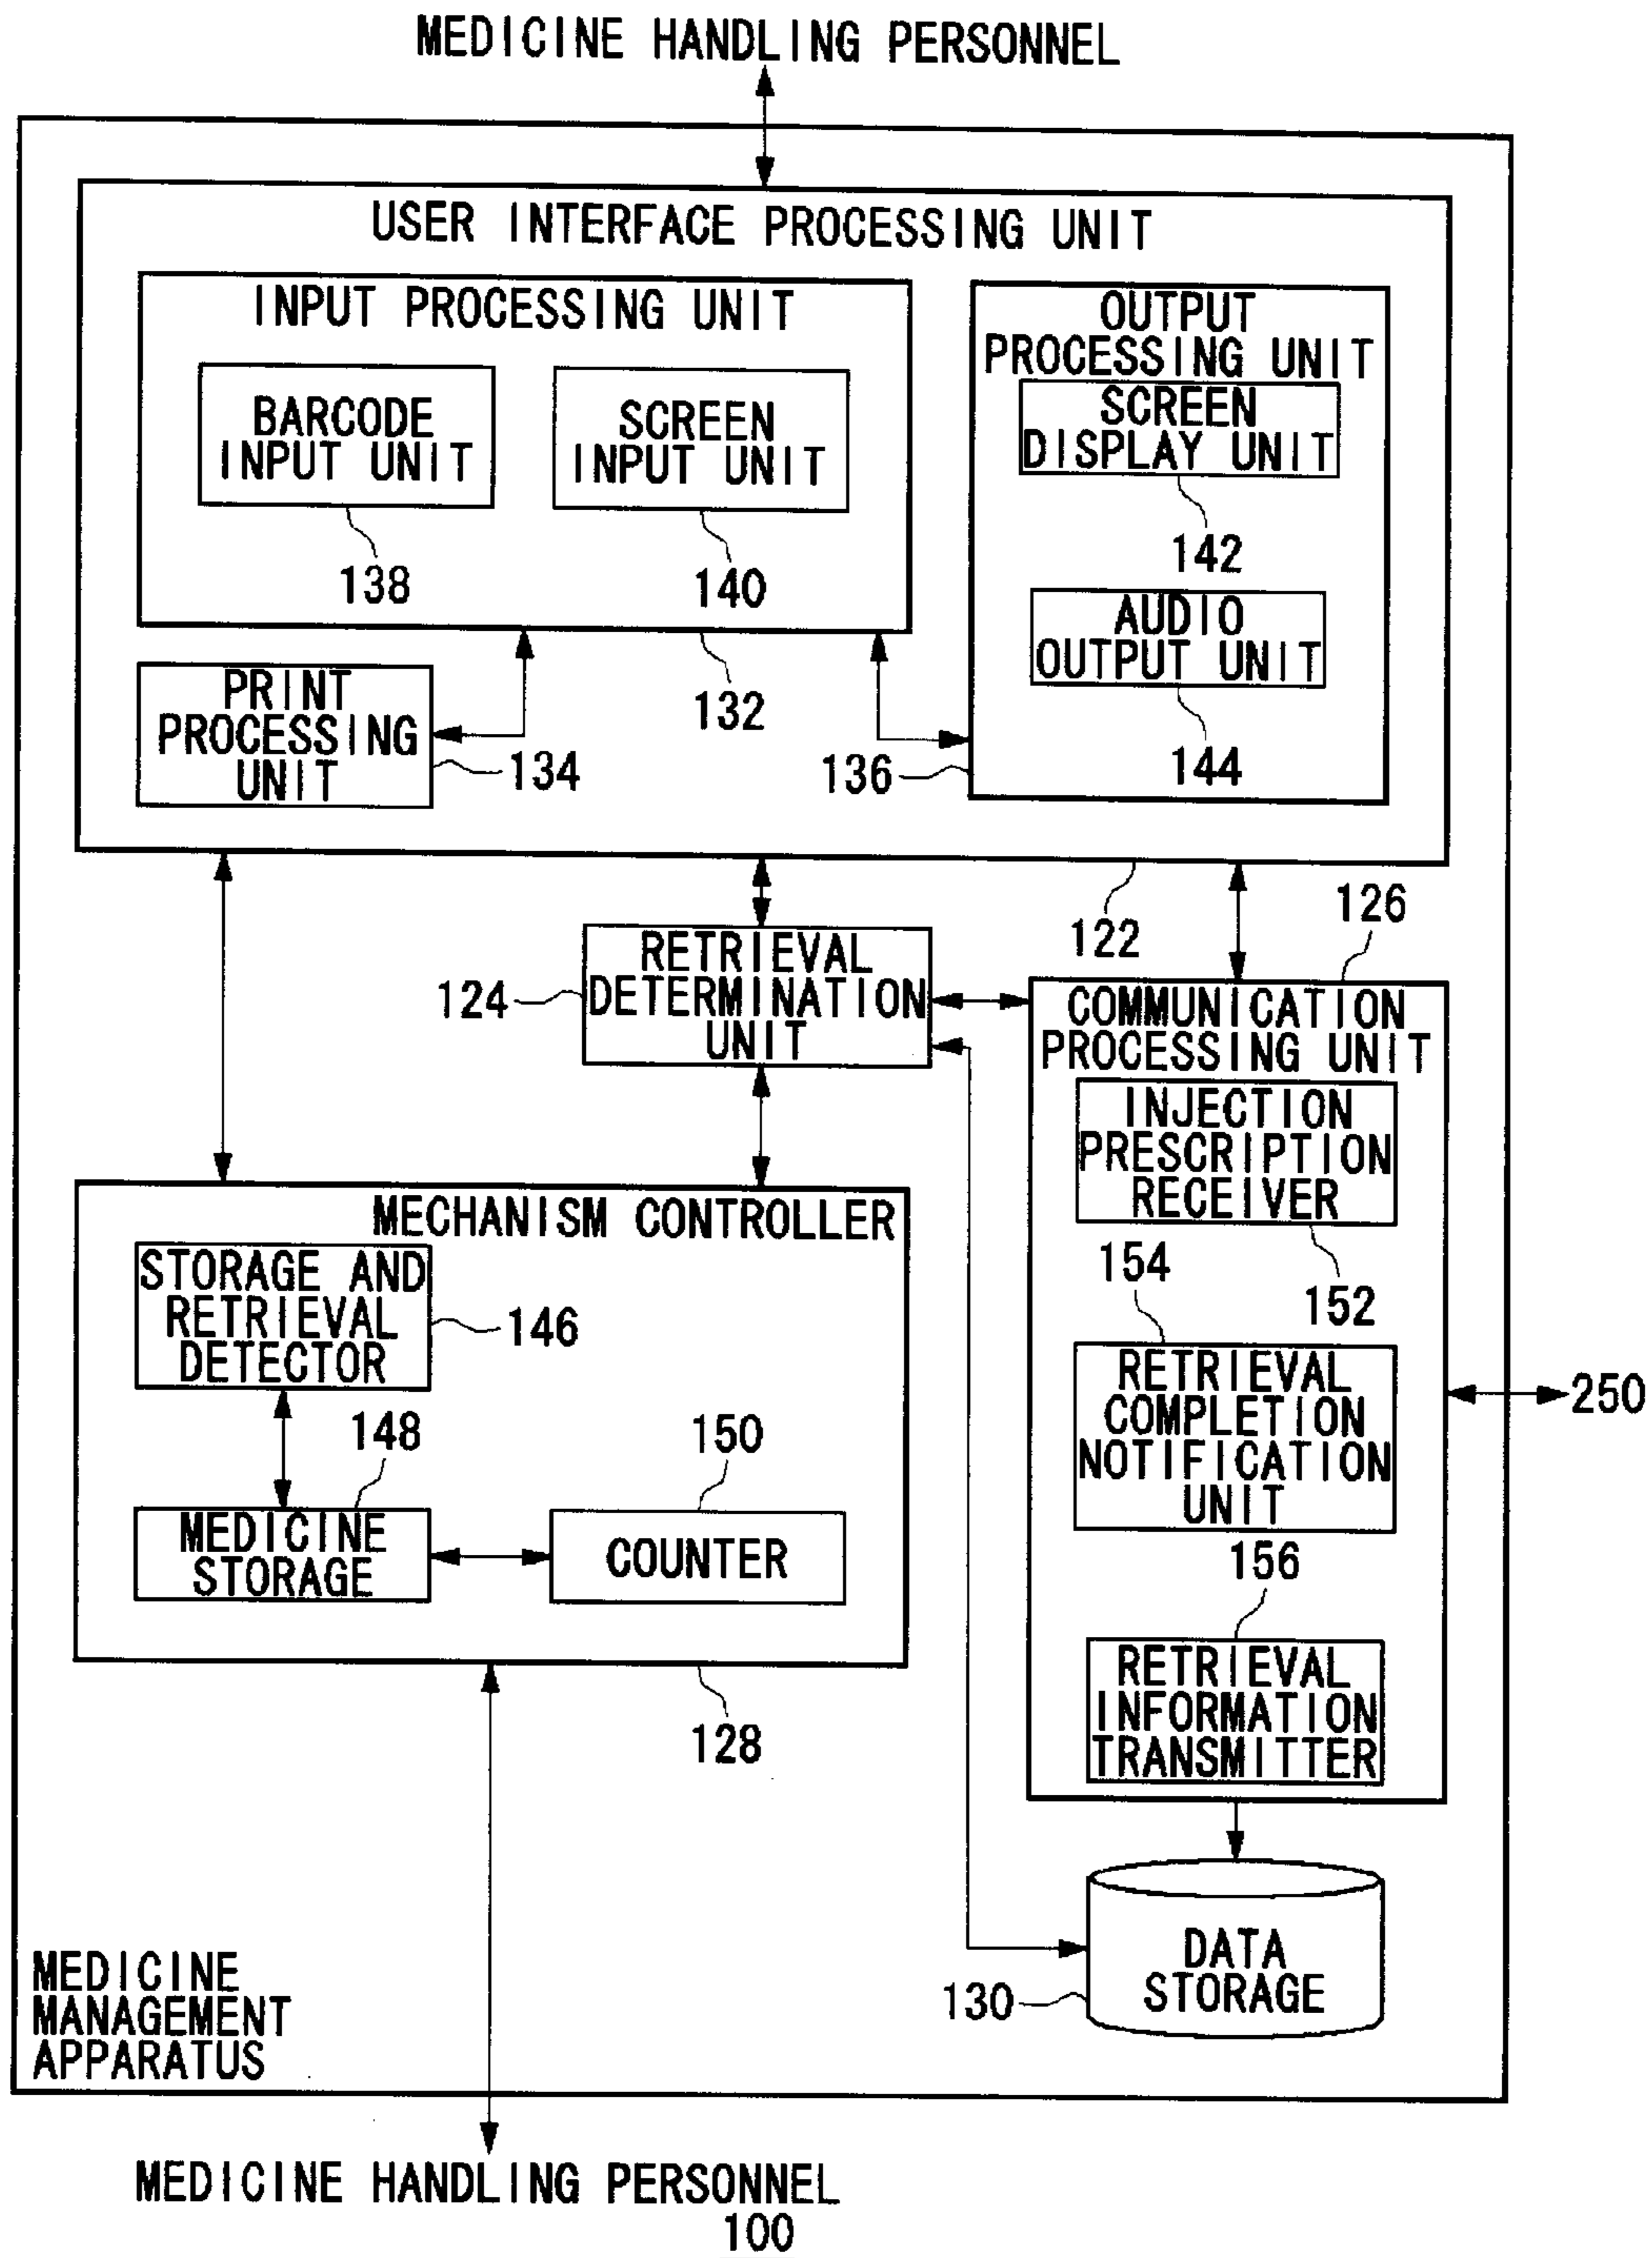 MEDICINE HANDLING PERSONNEL
USER INTERFACE PROCESSING UNIT
INPUT PROCESSING UNIT
BARCODE
INPUT UNIT
138
SCREEN
INPUT UNIT
140
132
OUTPUT
PROCESSING UNIT
SCREEN
DISPLAY UNIT
142
AUDIO
OUTPUT UNIT
144
136
PRINT
PROCESSING
UNIT
134
122
126
124
RETRIEVAL
DETERMINATION
UNIT
COMMUNICATION
PROCESSING UNIT
INJECTION
PRESCRIPTION
RECEIVER
152
154
RETRIEVAL
COMPLETION
NOTIFICATION
UNIT
250
156
RETRIEVAL
INFORMATION
TRANSMITTER
MECHANISM CONTROLLER
STORAGE AND
RETRIEVAL
DETECTOR
146
148
150
MEDICINE
STORAGE
COUNTER
128
DATA
STORAGE
130
MEDICINE
MANAGEMENT
APPARATUS
MEDICINE HANDLING PERSONNEL
100